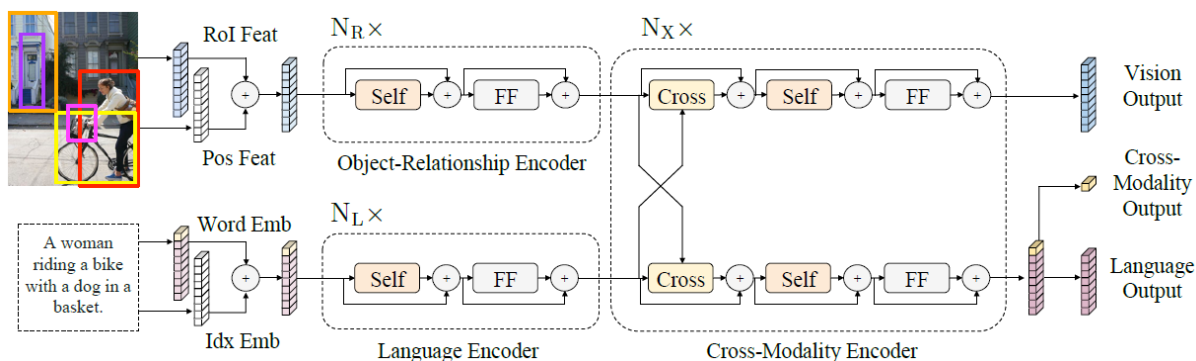 RoI Feat
Pos Feat
N_R ×
Self
+
FF
+
Object-Relationship Encoder
N_X ×
Cross
+
Self
+
FF
+
Vision
Output
Cross-
Modality
Output
A woman
riding a bike
with a dog in a
basket.
Word Emb
+
Idx Emb
N_L ×
Self
+
FF
+
Language Encoder
Cross
+
Self
+
FF
+
Cross-Modality Encoder
Language
Output